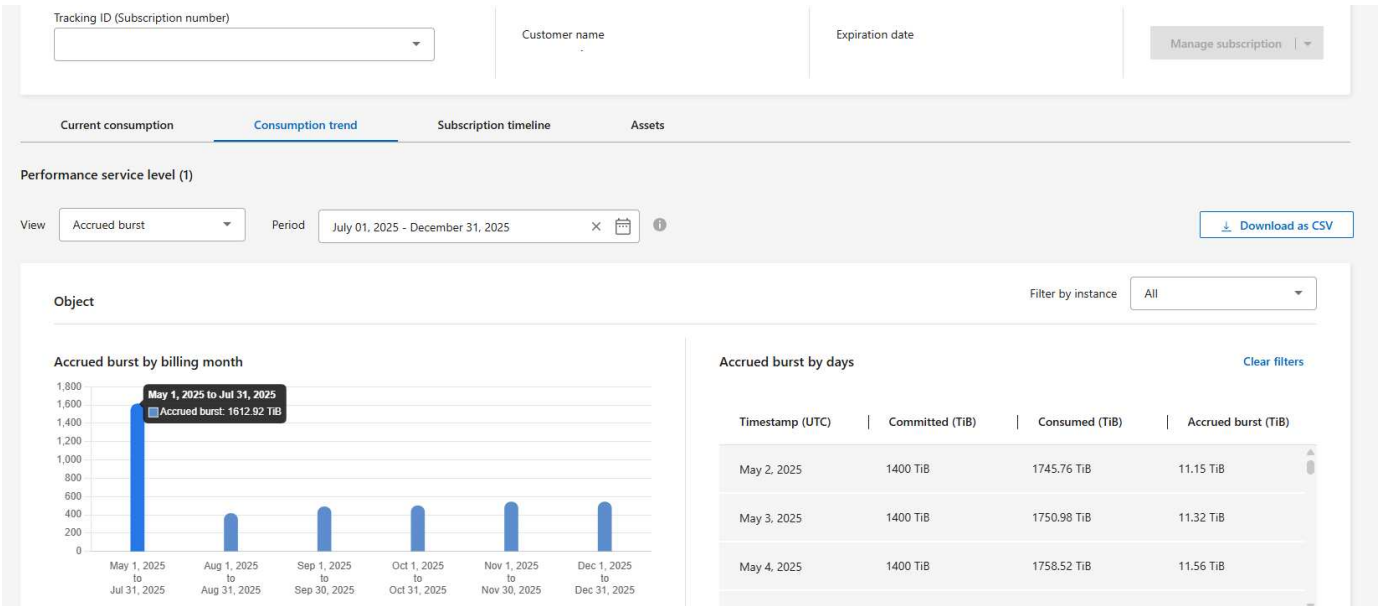 Tracking ID (Subscription number)
Customer name
-
Expiration date
Manage subscription
Current consumption
Consumption trend
Subscription timeline
Assets
Performance service level (1)
View
Accrued burst
Period
July 01, 2025 - December 31, 2025
Download as CSV
Object
Filter by instance
All
Accrued burst by billing month
1,800
1,600
1,400
1,200
1,000
800
600
400
200
0
May 1, 2025 to Jul 31, 2025
Accrued burst: 1612.92 TiB
May 1, 2025
to
Jul 31, 2025
Aug 1, 2025
to
Aug 31, 2025
Sep 1, 2025
to
Sep 30, 2025
Oct 1, 2025
to
Oct 31, 2025
Nov 1, 2025
to
Nov 30, 2025
Dec 1, 2025
to
Dec 31, 2025
Accrued burst by days
Clear filters
Timestamp (UTC) Committed (TiB) Consumed (TiB) Accrued burst (TiB)
May 2, 2025 1400 TiB 1745.76 TiB 11.15 TiB
May 3, 2025 1400 TiB 1750.98 TiB 11.32 TiB
May 4, 2025 1400 TiB 1758.52 TiB 11.56 TiB